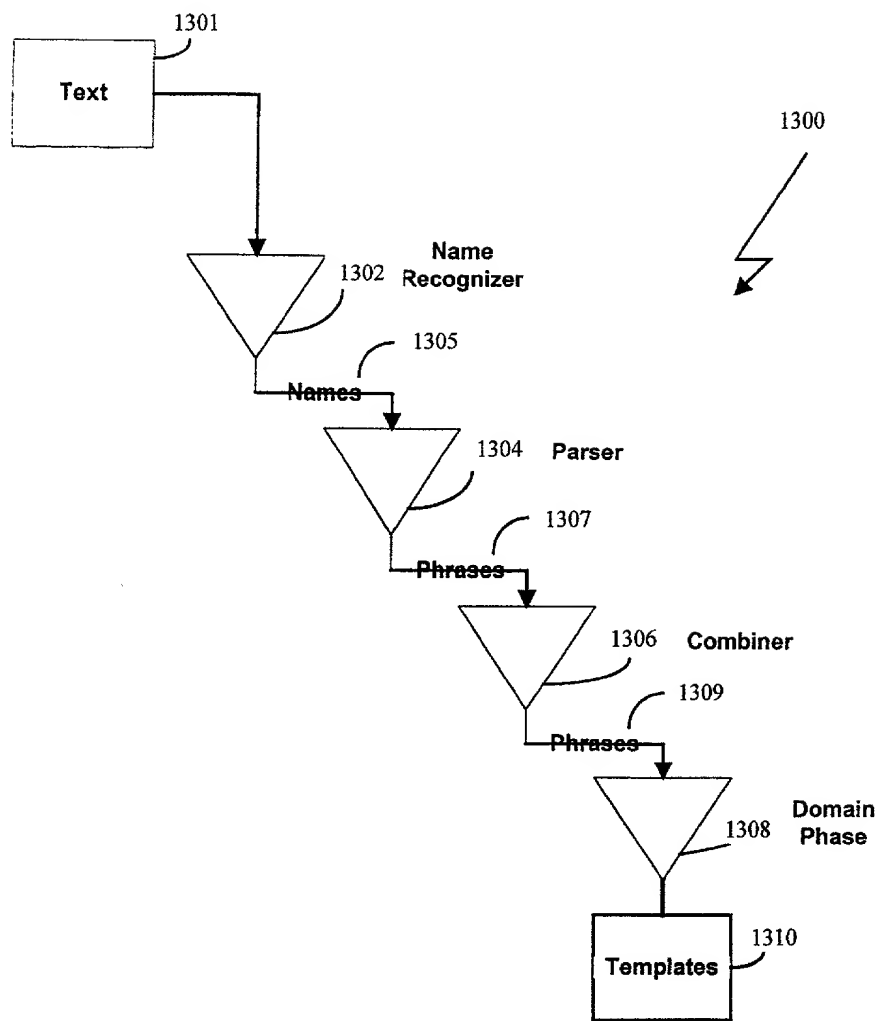 1301
Text
1300
Name
Recognizer
1302
1305
Names
1304
Parser
1307
Phrases
1306
Combiner
1309
Phrases
Domain
Phase
1308
1310
Templates